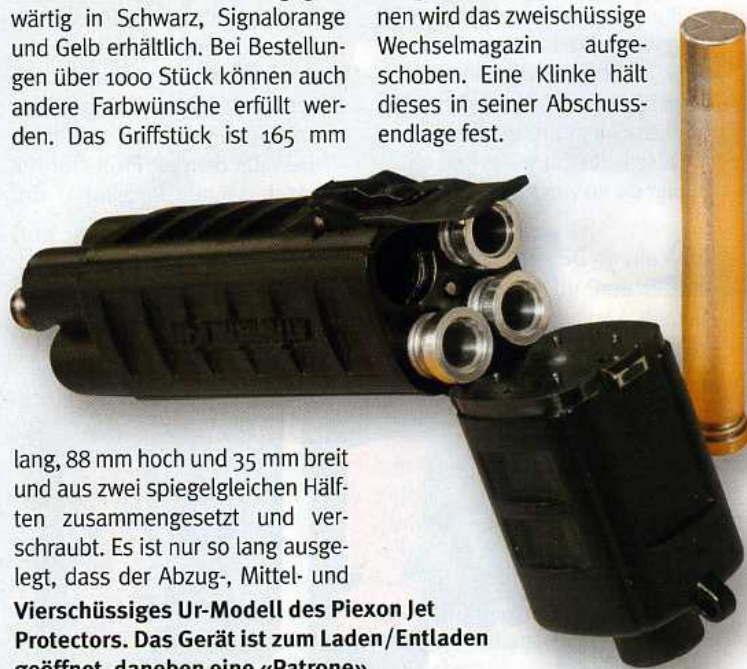 wärtig in Schwarz, Signalorange
und Gelb erhältlich. Bei Bestellun-
gen über 1000 Stück können auch
andere Farbwünsche erfüllt wer-
den. Das Griffstück ist 165 mm
nen wird das zweischüssige
Wechselmagazin aufge-
schoben. Eine Klinke hält
dieses in seiner Abschuss-
endlage fest.
lang, 88 mm hoch und 35 mm breit
und aus zwei spiegelgleichen Hälf-
ten zusammengesetzt und ver-
schraubt. Es ist nur so lang ausge-
legt, dass der Abzug-, Mittel- und
Vierschüssiges Ur-Modell des Piexon Jet
Protectors. Das Gerät ist zum Laden/Entladen
geöffnet, daneben eine «Patrone»